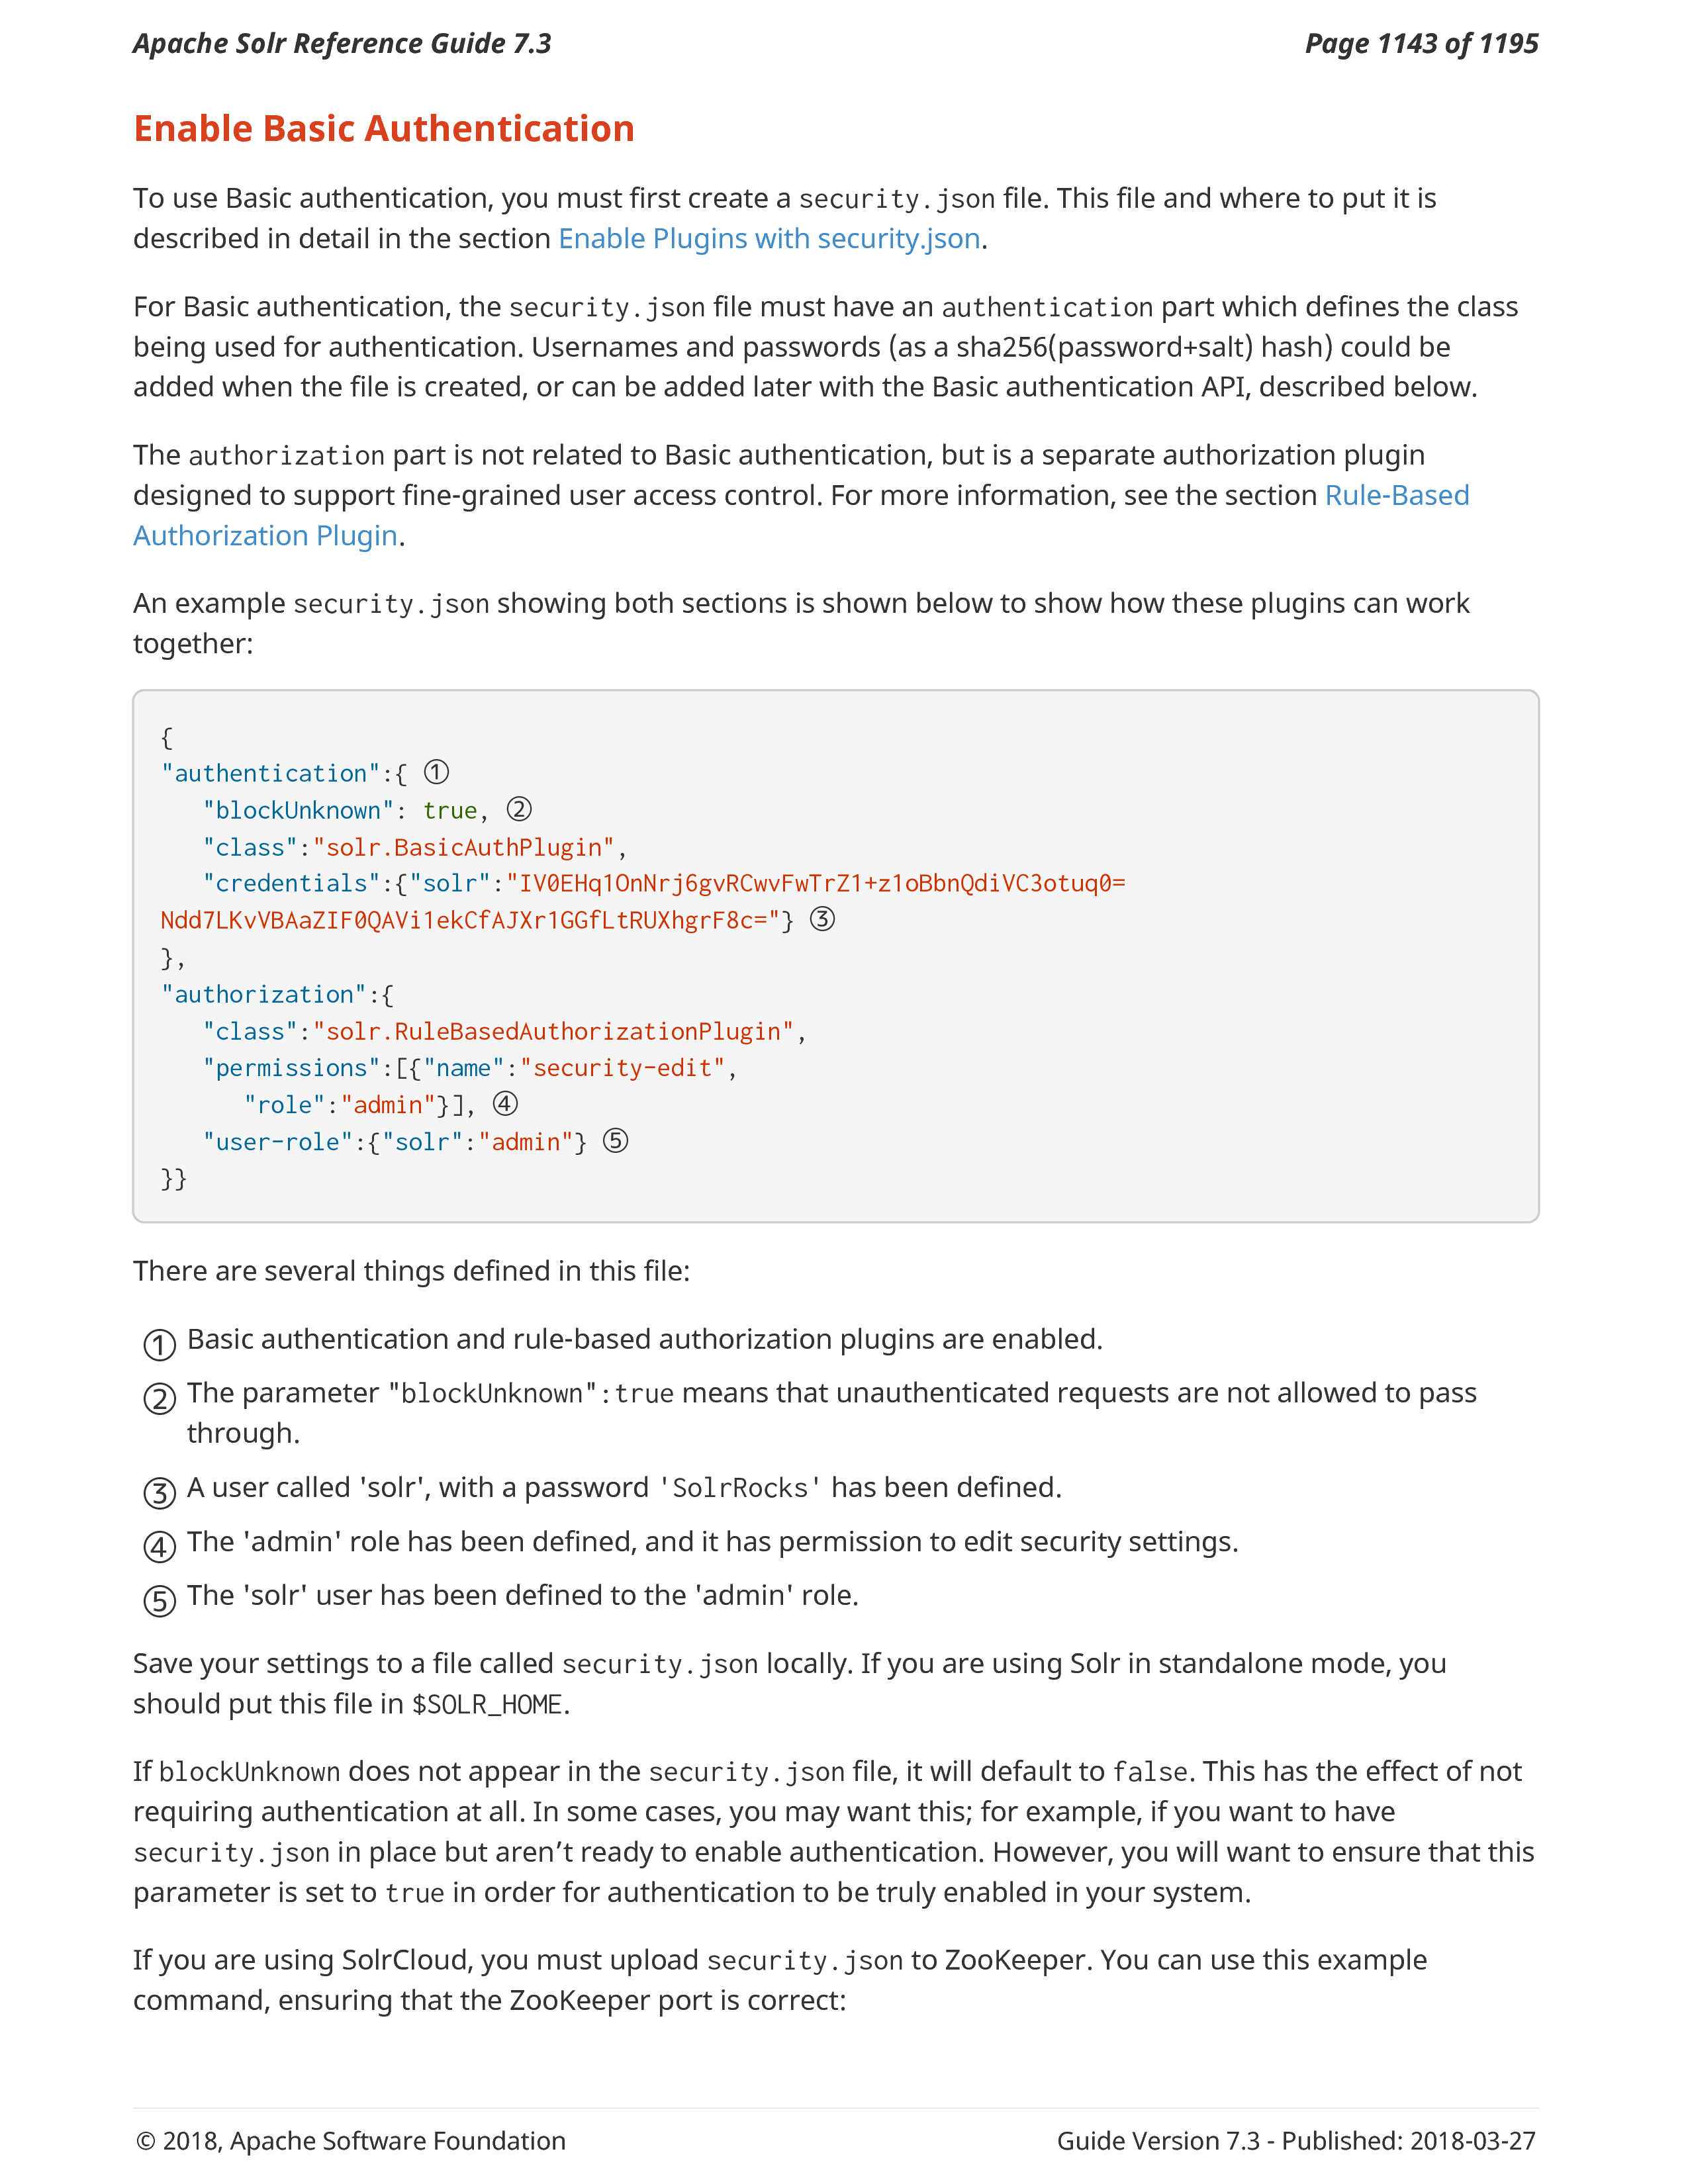 Apache Solr Reference Guide 7.3 Page 1143 of 1195
Enable Basic Authentication
To use Basic authentication, you must first create a security.json file. This file and where to put it is
described in detail in the section Enable Plugins with security.json.
For Basic authentication, the security.json file must have an authentication part which defines the class
being used for authentication. Usernames and passwords (as a sha256(password+salt) hash) could be
added when the file is created, or can be added later with the Basic authentication API, described below.
The authorization part is not related to Basic authentication, but is a separate authorization plugin
designed to support fine-grained user access control. For more information, see the section Rule-Based
Authorization Plugin.
An example security.json showing both sections is shown below to show how these plugins can work
together:
{
"authentication":{ ①
   "blockUnknown": true, ②
   "class":"solr.BasicAuthPlugin",
   "credentials":{"solr":"IV0EHq1OnNrj6gvRCwvFwTrZ1+z1oBbnQdiVC3otuq0=
Ndd7LKvVBAaZIF0QAVi1ekCfAJXr1GGfLtRUXhgrF8c="} ③
},
"authorization":{
   "class":"solr.RuleBasedAuthorizationPlugin",
   "permissions":[{"name":"security-edit",
      "role":"admin"}], ④
   "user-role":{"solr":"admin"} ⑤
}}
There are several things defined in this file:
① Basic authentication and rule-based authorization plugins are enabled.
② The parameter "blockUnknown":true means that unauthenticated requests are not allowed to pass
through.
③ A user called 'solr', with a password 'SolrRocks' has been defined.
④ The 'admin' role has been defined, and it has permission to edit security settings.
⑤ The 'solr' user has been defined to the 'admin' role.
Save your settings to a file called security.json locally. If you are using Solr in standalone mode, you
should put this file in $SOLR_HOME.
If blockUnknown does not appear in the security.json file, it will default to false. This has the effect of not
requiring authentication at all. In some cases, you may want this; for example, if you want to have
security.json in place but aren’t ready to enable authentication. However, you will want to ensure that this
parameter is set to true in order for authentication to be truly enabled in your system.
If you are using SolrCloud, you must upload security.json to ZooKeeper. You can use this example
command, ensuring that the ZooKeeper port is correct:
© 2018, Apache Software Foundation Guide Version 7.3 - Published: 2018-03-27